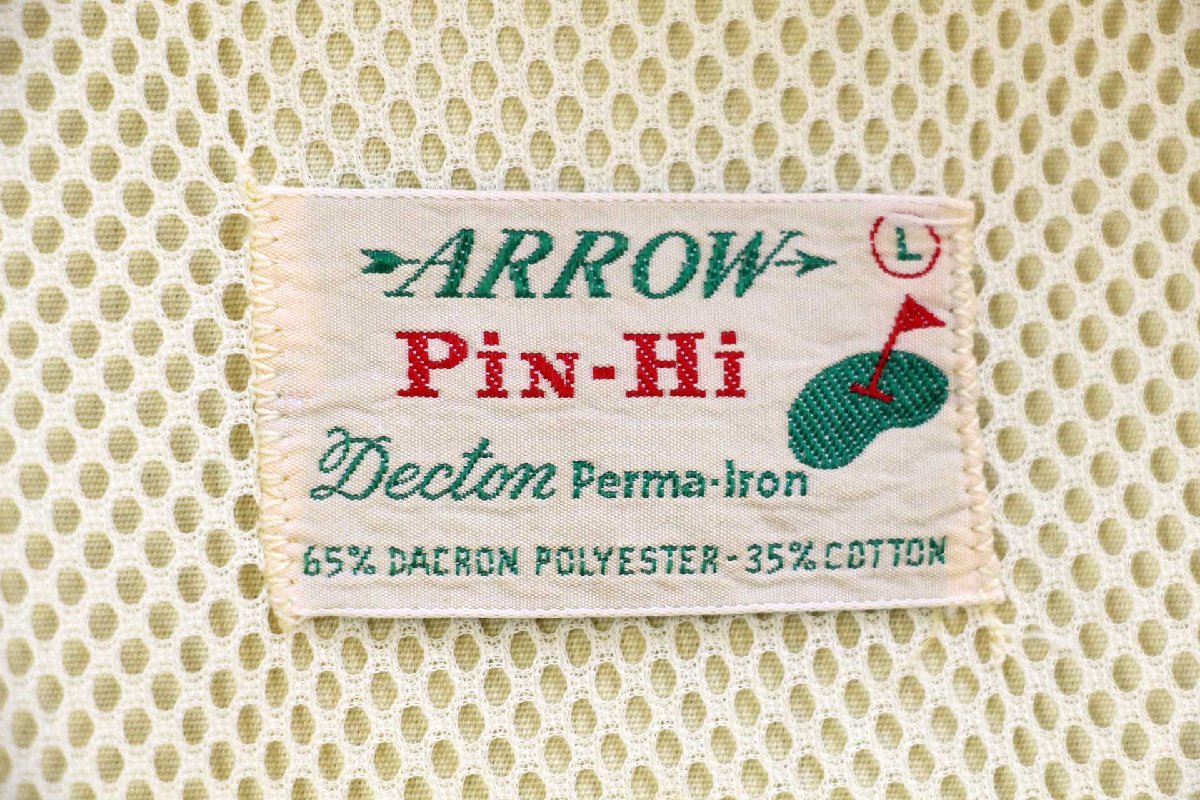 ARROW
L
Pin-Hi
Decton Perma-Iron
65% DACRON POLYESTER - 35% COTTON